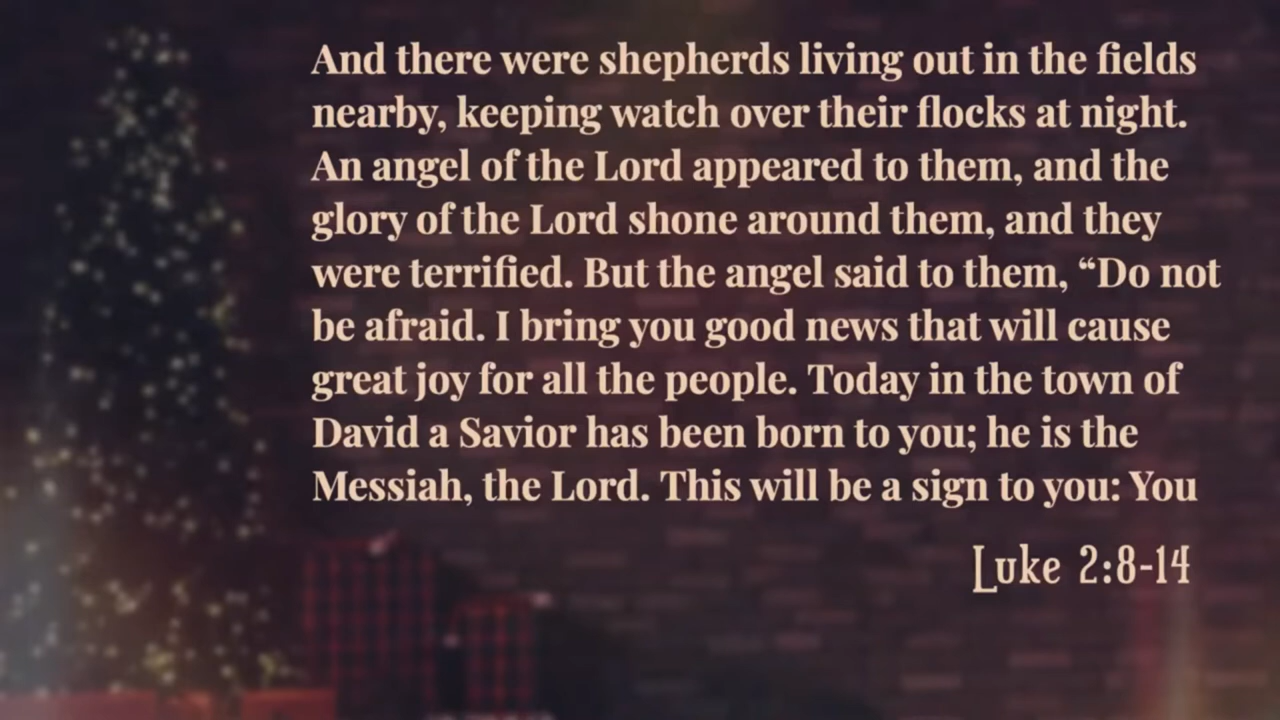 And there were shepherds living out in the fields
nearby, keeping watch over their flocks at night.
An angel of the Lord appeared to them, and the
glory of the Lord shone around them, and they
were terrified. But the angel said to them, “Do not
be afraid. I bring you good news that will cause
great joy for all the people. Today in the town of
David a Savior has been born to you; he is the
Messiah, the Lord. This will be a sign to you: You
Luke 2:8-14